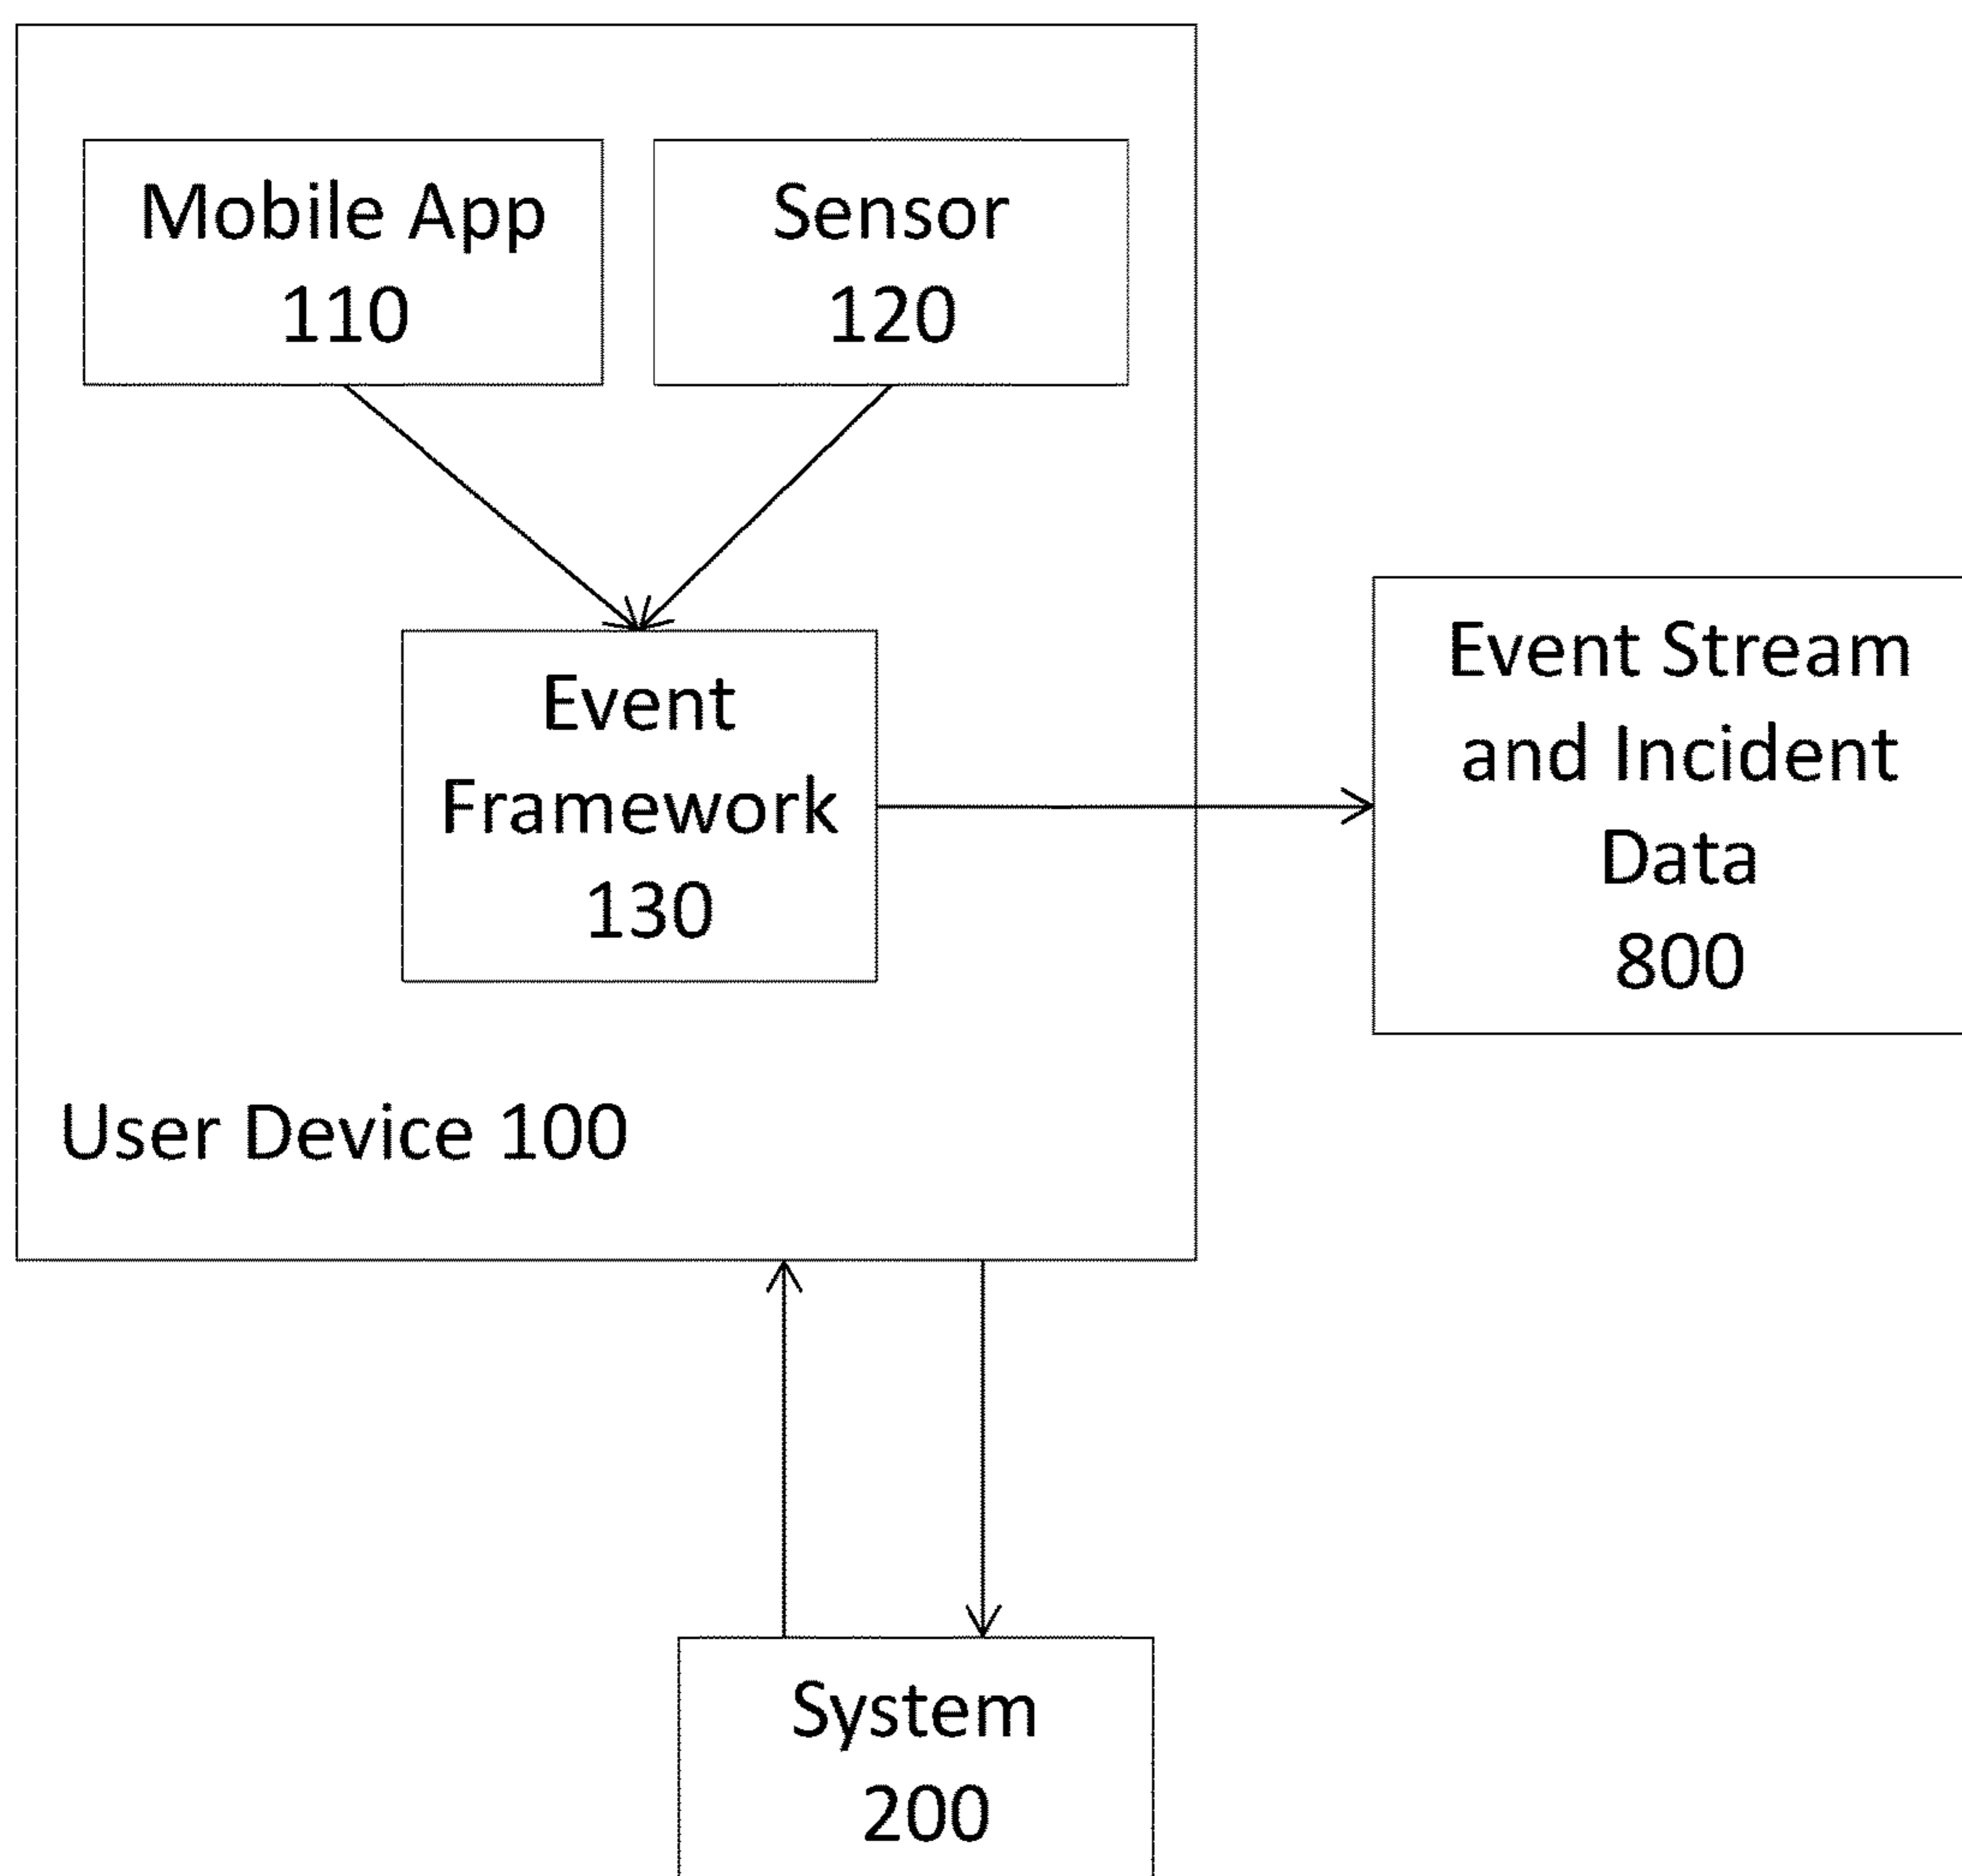 Mobile App
110
Sensor
120
Event
Framework
130
Event Stream
and Incident
Data
800
User Device 100
System
200